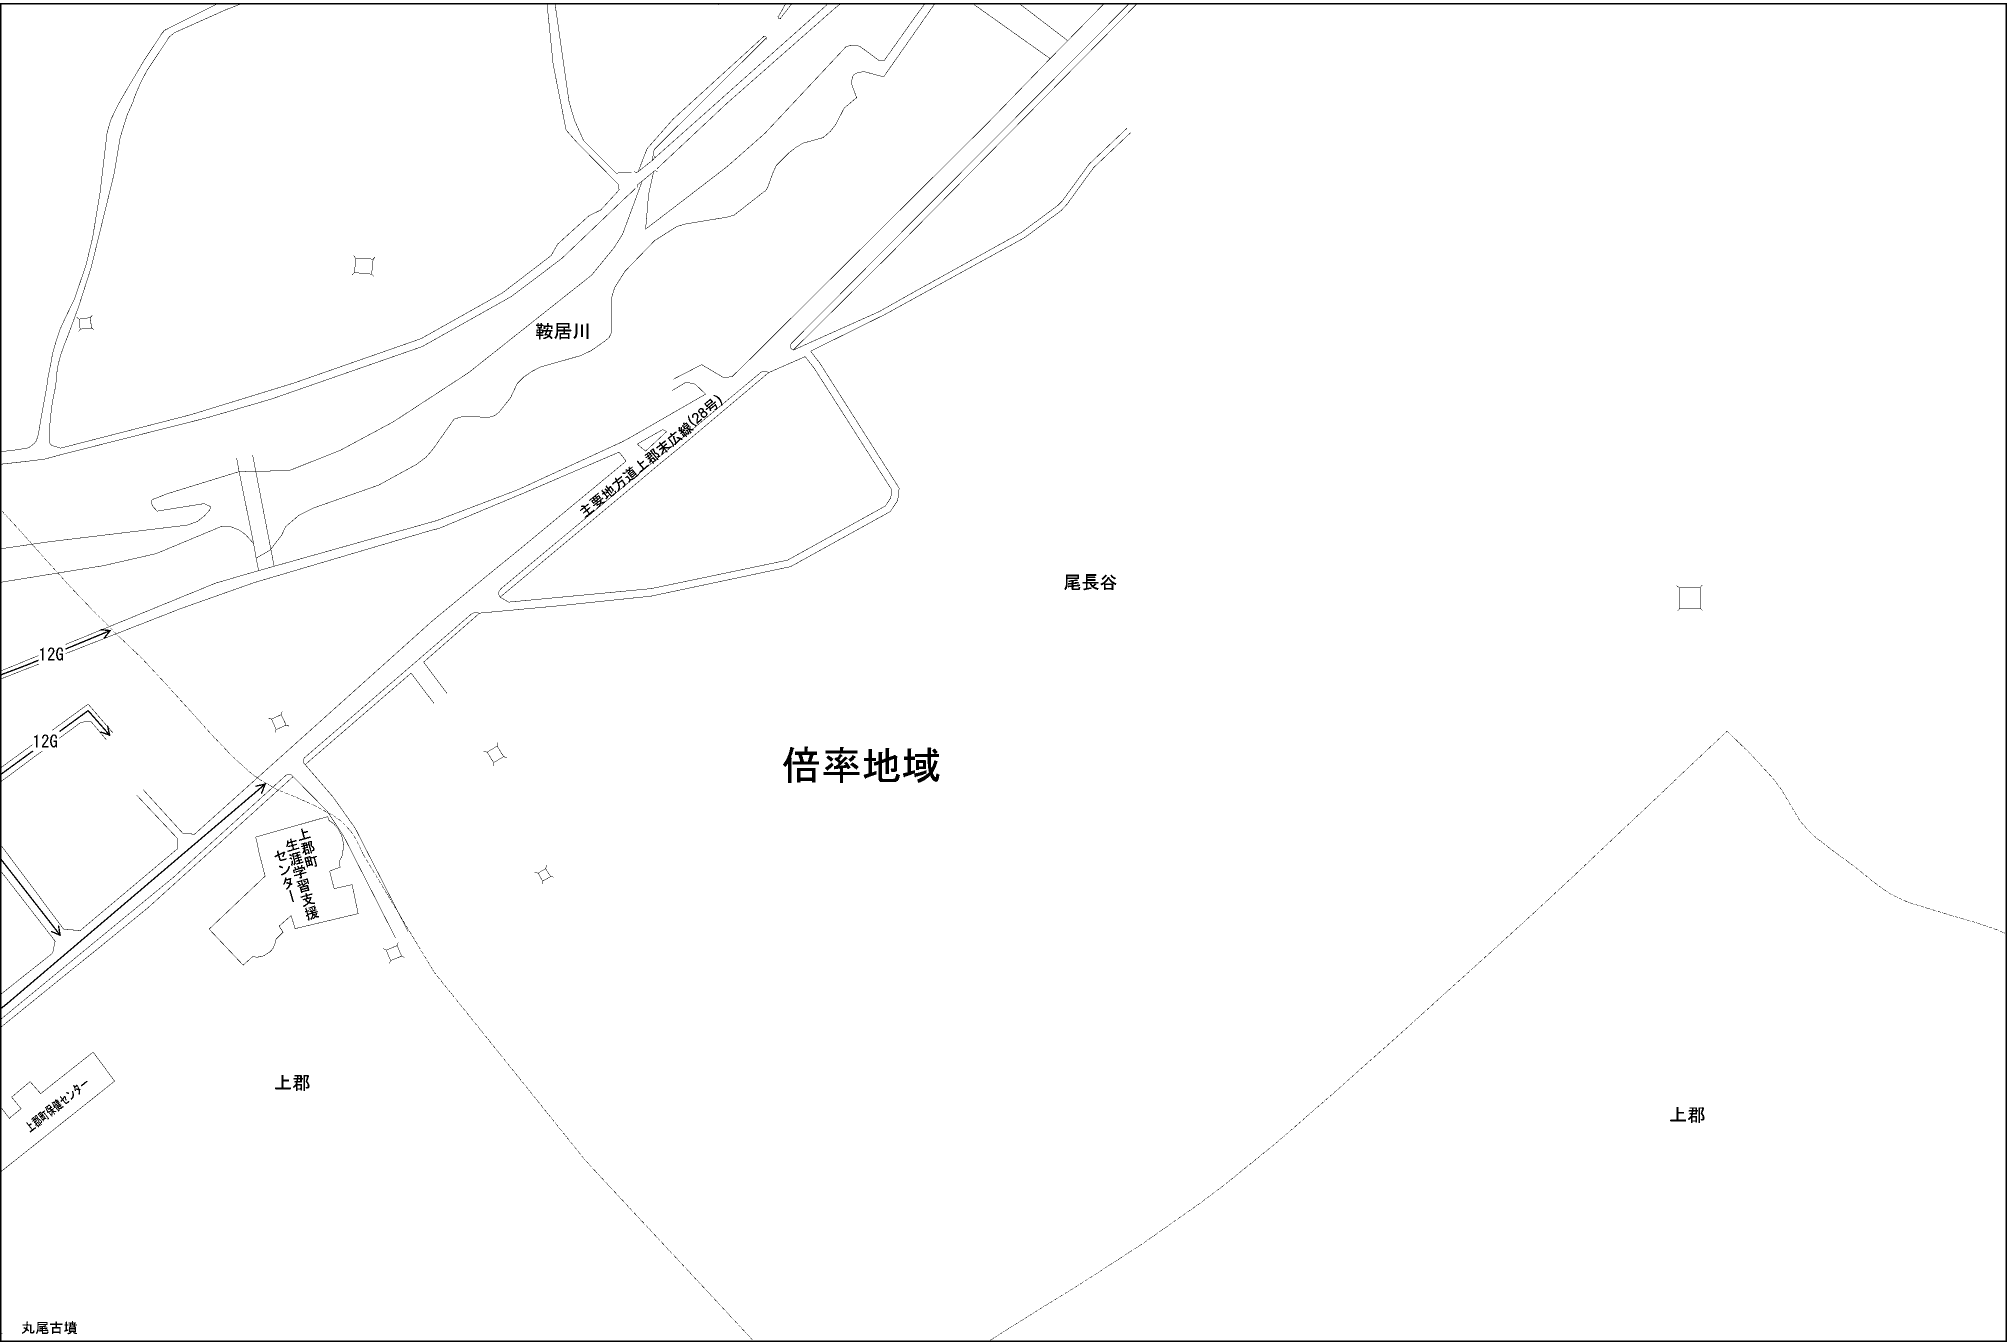 鞍居川
主要地方道上郡末広線(28号)
尾長谷
12G
12G
倍率地域
上郡町
生涯学習支援
センター
上郡
上郡町保健センター
上郡
丸尾古墳